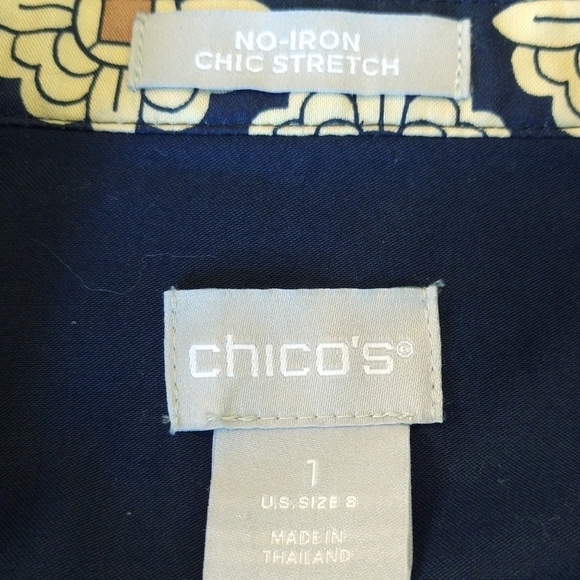 NO-IRON
CHIC STRETCH
chico's®
1
U.S. SIZE 8
MADE IN
THAILAND